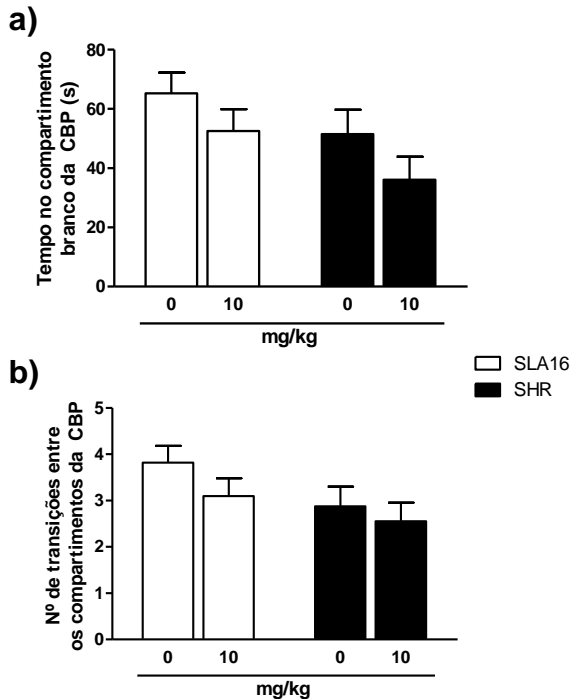 a)
Tempo no compartimento
branco da CBP (s)
80
60
40
20
0
0 10 0 10
mg/kg
SLA16
SHR
b)
Nº de transições entre
os compartimentos da CBP
5
4
3
2
1
0
0 10 0 10
mg/kg